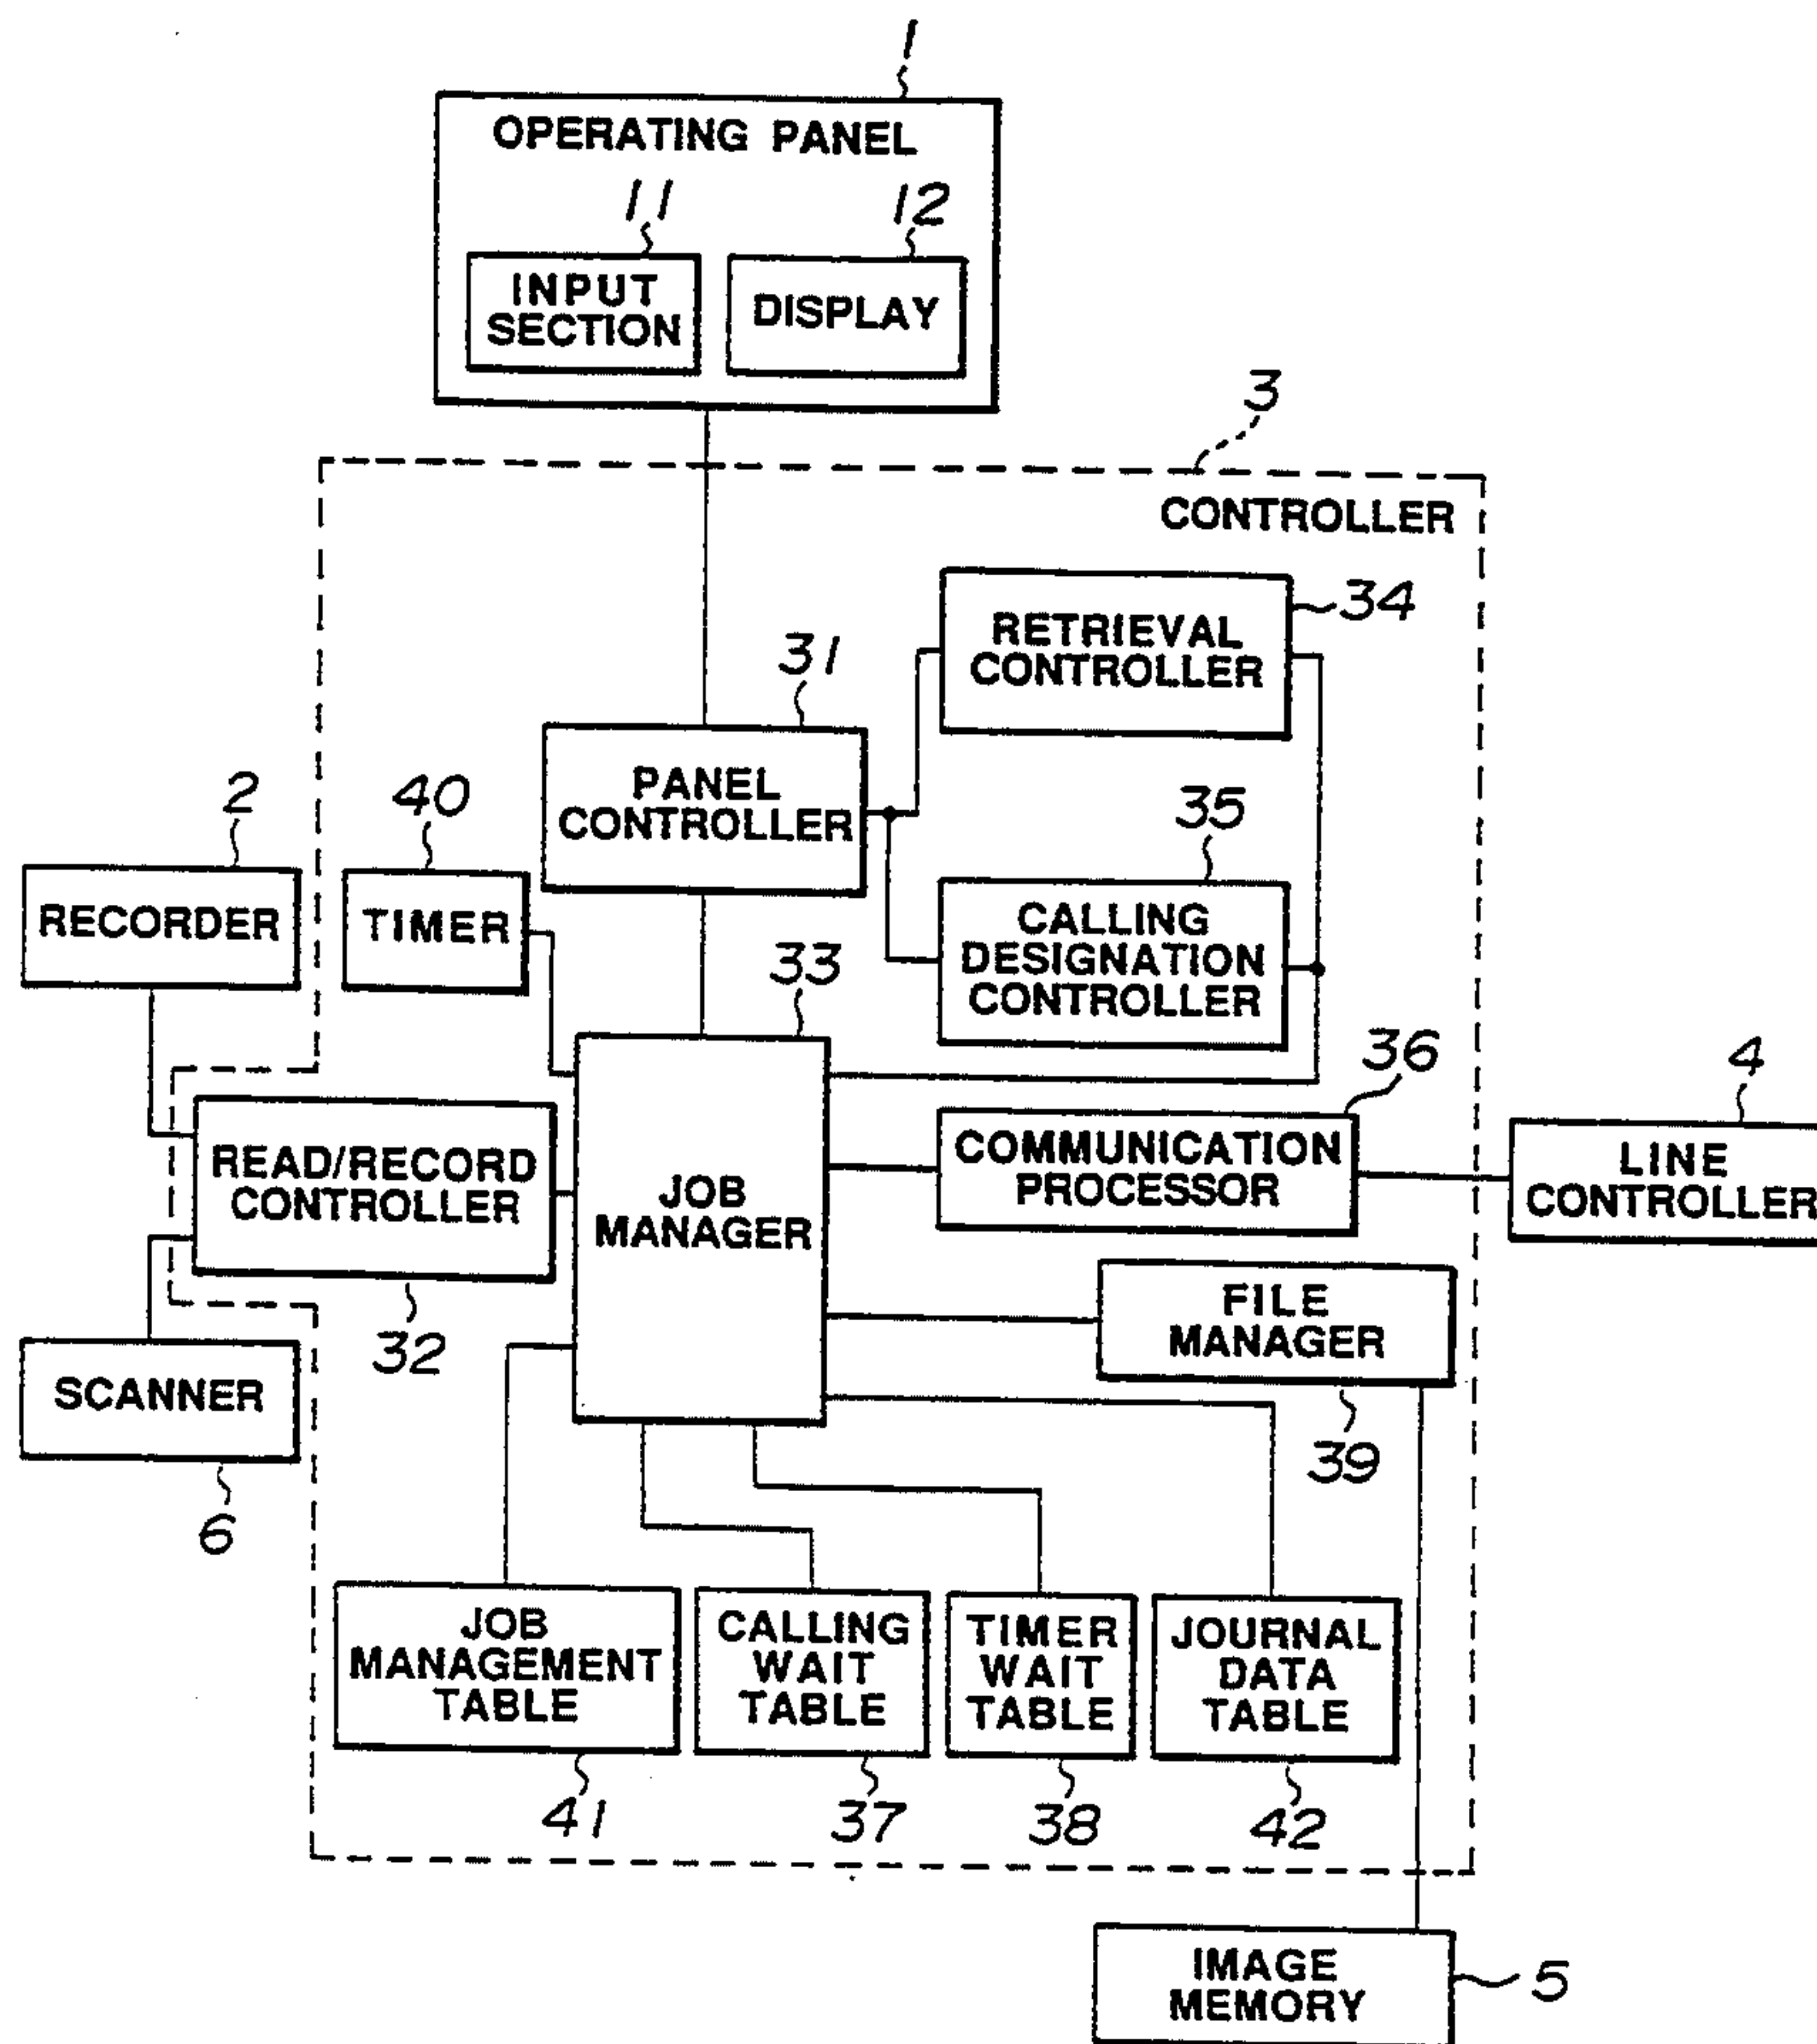 1
OPERATING PANEL
11
12
INPUT
SECTION
DISPLAY
3
CONTROLLER
RETRIEVAL
CONTROLLER
34
31
PANEL
CONTROLLER
35
CALLING
DESIGNATION
CONTROLLER
2
RECORDER
40
TIMER
33
JOB
MANAGER
36
COMMUNICATION
PROCESSOR
4
LINE
CONTROLLER
READ/RECORD
CONTROLLER
32
FILE
MANAGER
39
SCANNER
6
JOB
MANAGEMENT
TABLE
41
CALLING
WAIT
TABLE
37
TIMER
WAIT
TABLE
38
JOURNAL
DATA
TABLE
42
IMAGE
MEMORY
5